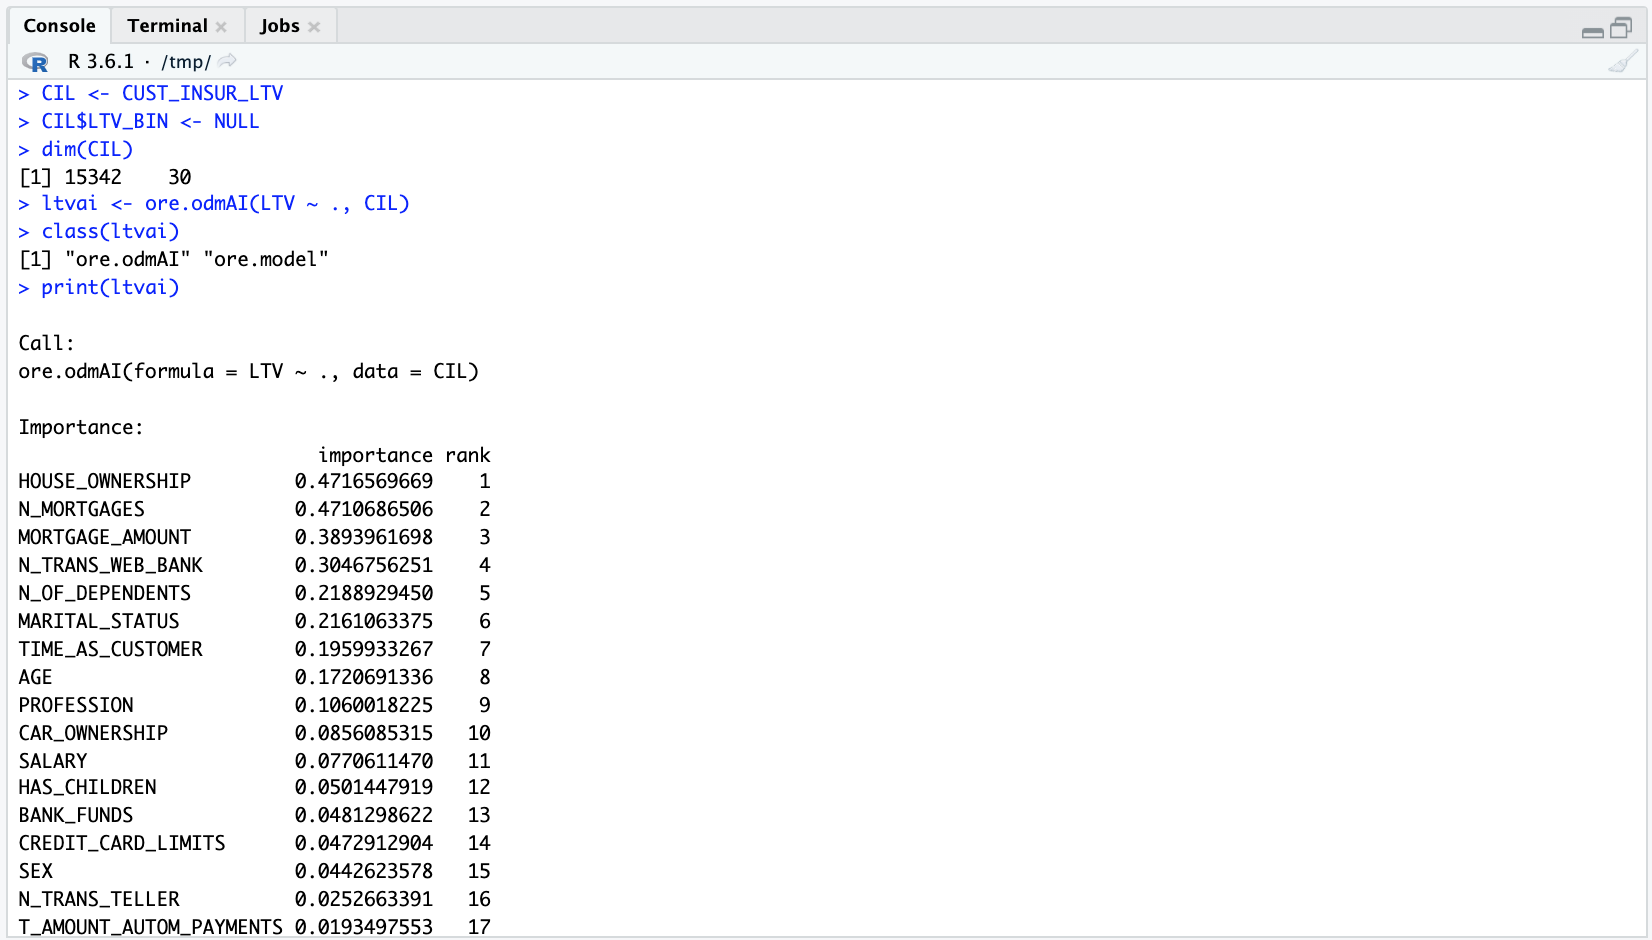 Console Terminal Jobs
R R 3.6.1 · /tmp/
> CIL <- CUST_INSUR_LTV
> CIL$LTV_BIN <- NULL
> dim(CIL)
[1] 15342    30
> ltvai <- ore.odmAI(LTV ~ ., CIL)
> class(ltvai)
[1] "ore.odmAI" "ore.model"
> print(ltvai)
Call:
ore.odmAI(formula = LTV ~ ., data = CIL)
Importance:
importance rank
HOUSE_OWNERSHIP 0.4716569669 1
N_MORTGAGES 0.4710686506 2
MORTGAGE_AMOUNT 0.3893961698 3
N_TRANS_WEB_BANK 0.3046756251 4
N_OF_DEPENDENTS 0.2188929450 5
MARITAL_STATUS 0.2161063375 6
TIME_AS_CUSTOMER 0.1959933267 7
AGE 0.1720691336 8
PROFESSION 0.1060018225 9
CAR_OWNERSHIP 0.0856085315 10
SALARY 0.0770611470 11
HAS_CHILDREN 0.0501447919 12
BANK_FUNDS 0.0481298622 13
CREDIT_CARD_LIMITS 0.0472912904 14
SEX 0.0442623578 15
N_TRANS_TELLER 0.0252663391 16
T_AMOUNT_AUTOM_PAYMENTS 0.0193497553 17